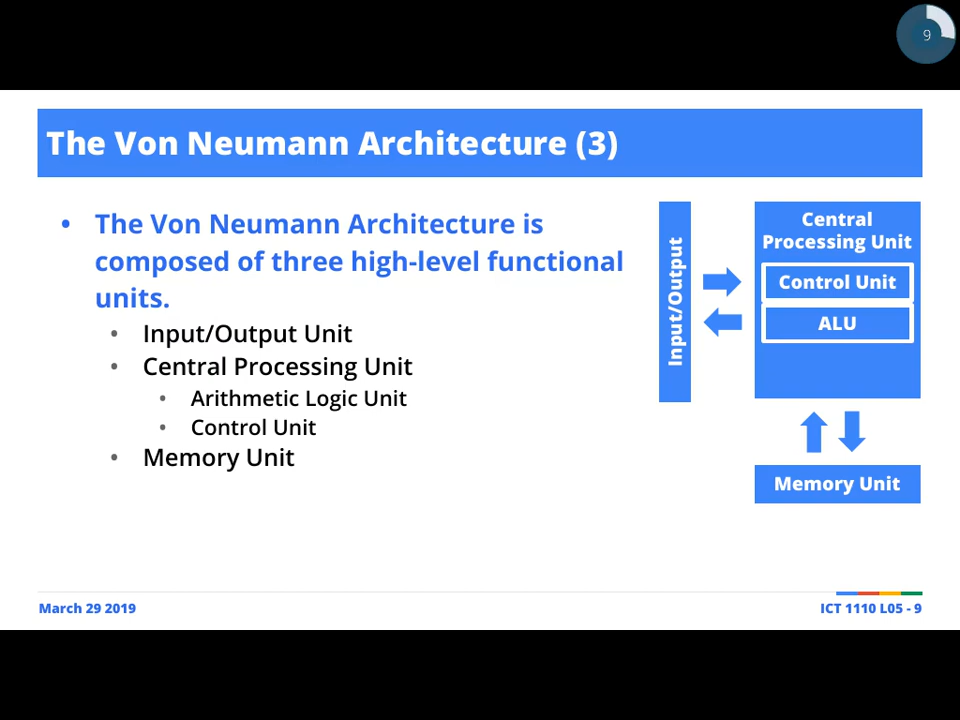 9
The Von Neumann Architecture (3)
• The Von Neumann Architecture is
composed of three high-level functional
units.
• Input/Output Unit
• Central Processing Unit
• Arithmetic Logic Unit
• Control Unit
• Memory Unit
Input/Output
Central
Processing Unit
Control Unit
ALU
Memory Unit
March 29 2019
ICT 1110 L05 - 9